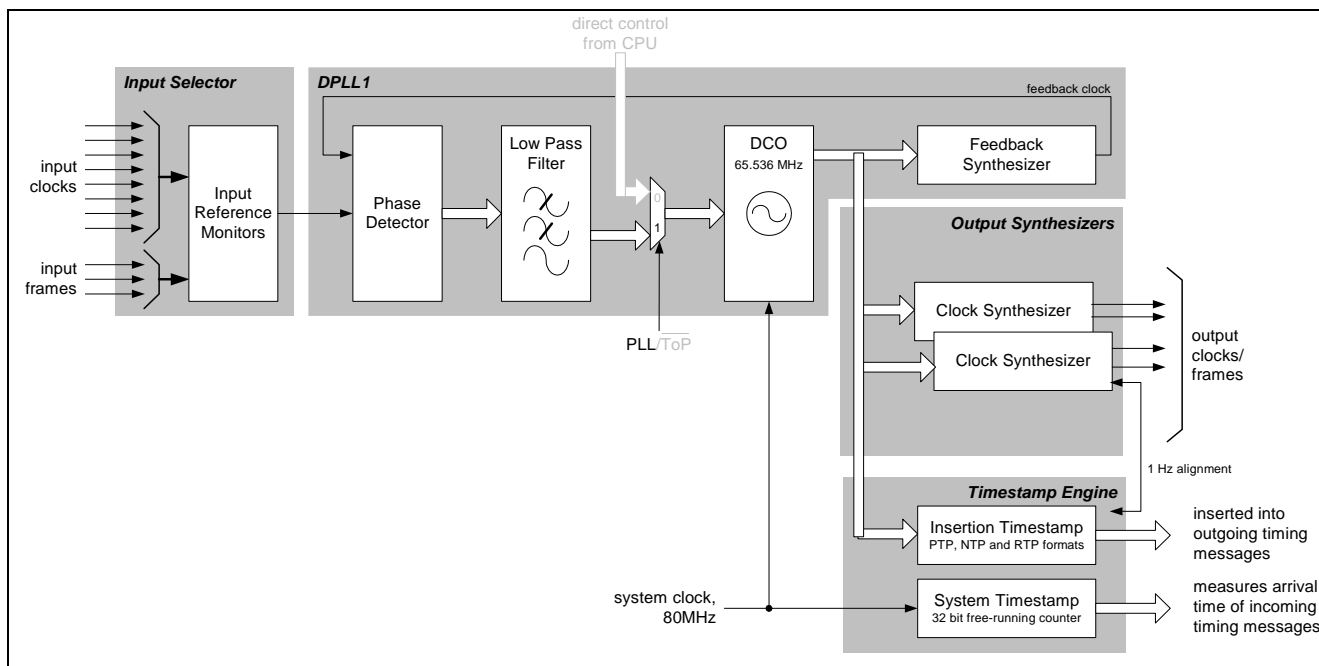 direct control
from CPU
Input Selector
DPLL1
feedback clock
input
clocks
input
frames
Input
Reference
Monitors
Phase
Detector
Low Pass
Filter
0
1
PLL/ToP
DCO
65.536 MHz
Feedback
Synthesizer
Output Synthesizers
Clock Synthesizer
Clock Synthesizer
output
clocks/
frames
1 Hz alignment
Timestamp Engine
Insertion Timestamp
PTP, NTP and RTP formats
inserted into
outgoing timing
messages
system clock,
80MHz
System Timestamp
32 bit free-running counter
measures arrival
time of incoming
timing messages